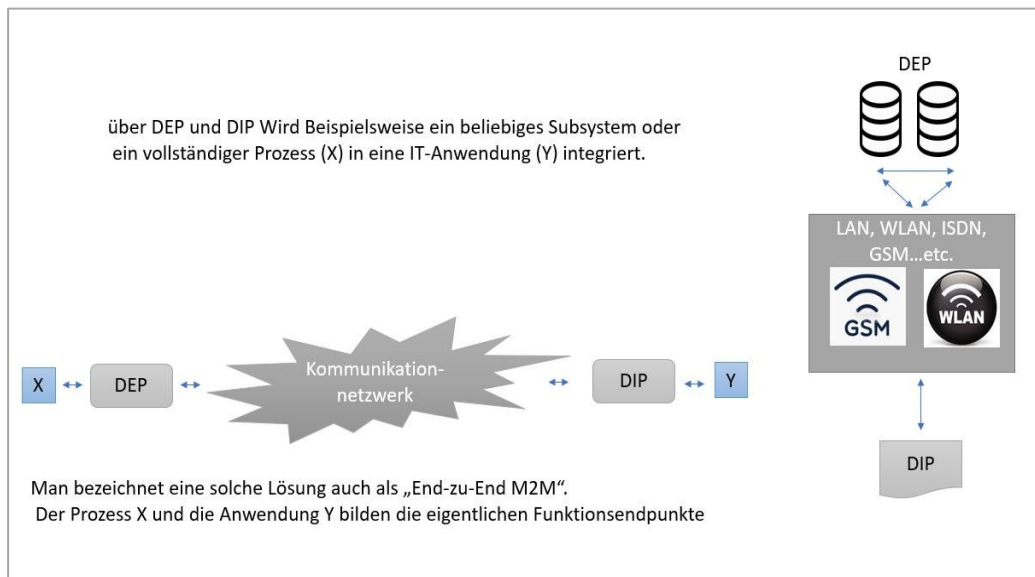 DEP
über DEP und DIP Wird Beispielsweise ein beliebiges Subsystem oder
ein vollständiger Prozess (X) in eine IT-Anwendung (Y) integriert.
LAN, WLAN, ISDN,
GSM...etc.
GSM
WLAN
X
DEP
Kommunikation-
netzwerk
DIP
Y
DIP
Man bezeichnet eine solche Lösung auch als „End-zu-End M2M“.
Der Prozess X und die Anwendung Y bilden die eigentlichen Funktionsendpunkte